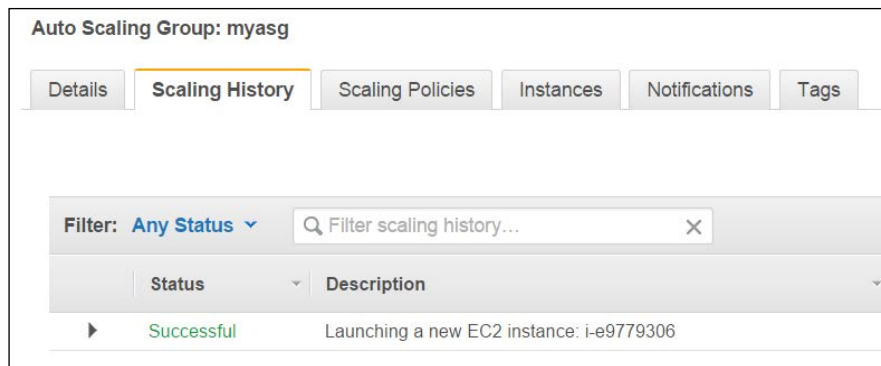 Auto Scaling Group: myasg
Details Scaling History Scaling Policies Instances Notifications Tags
Filter: Any Status Filter scaling history...
Status Description
Successful Launching a new EC2 instance: i-e9779306